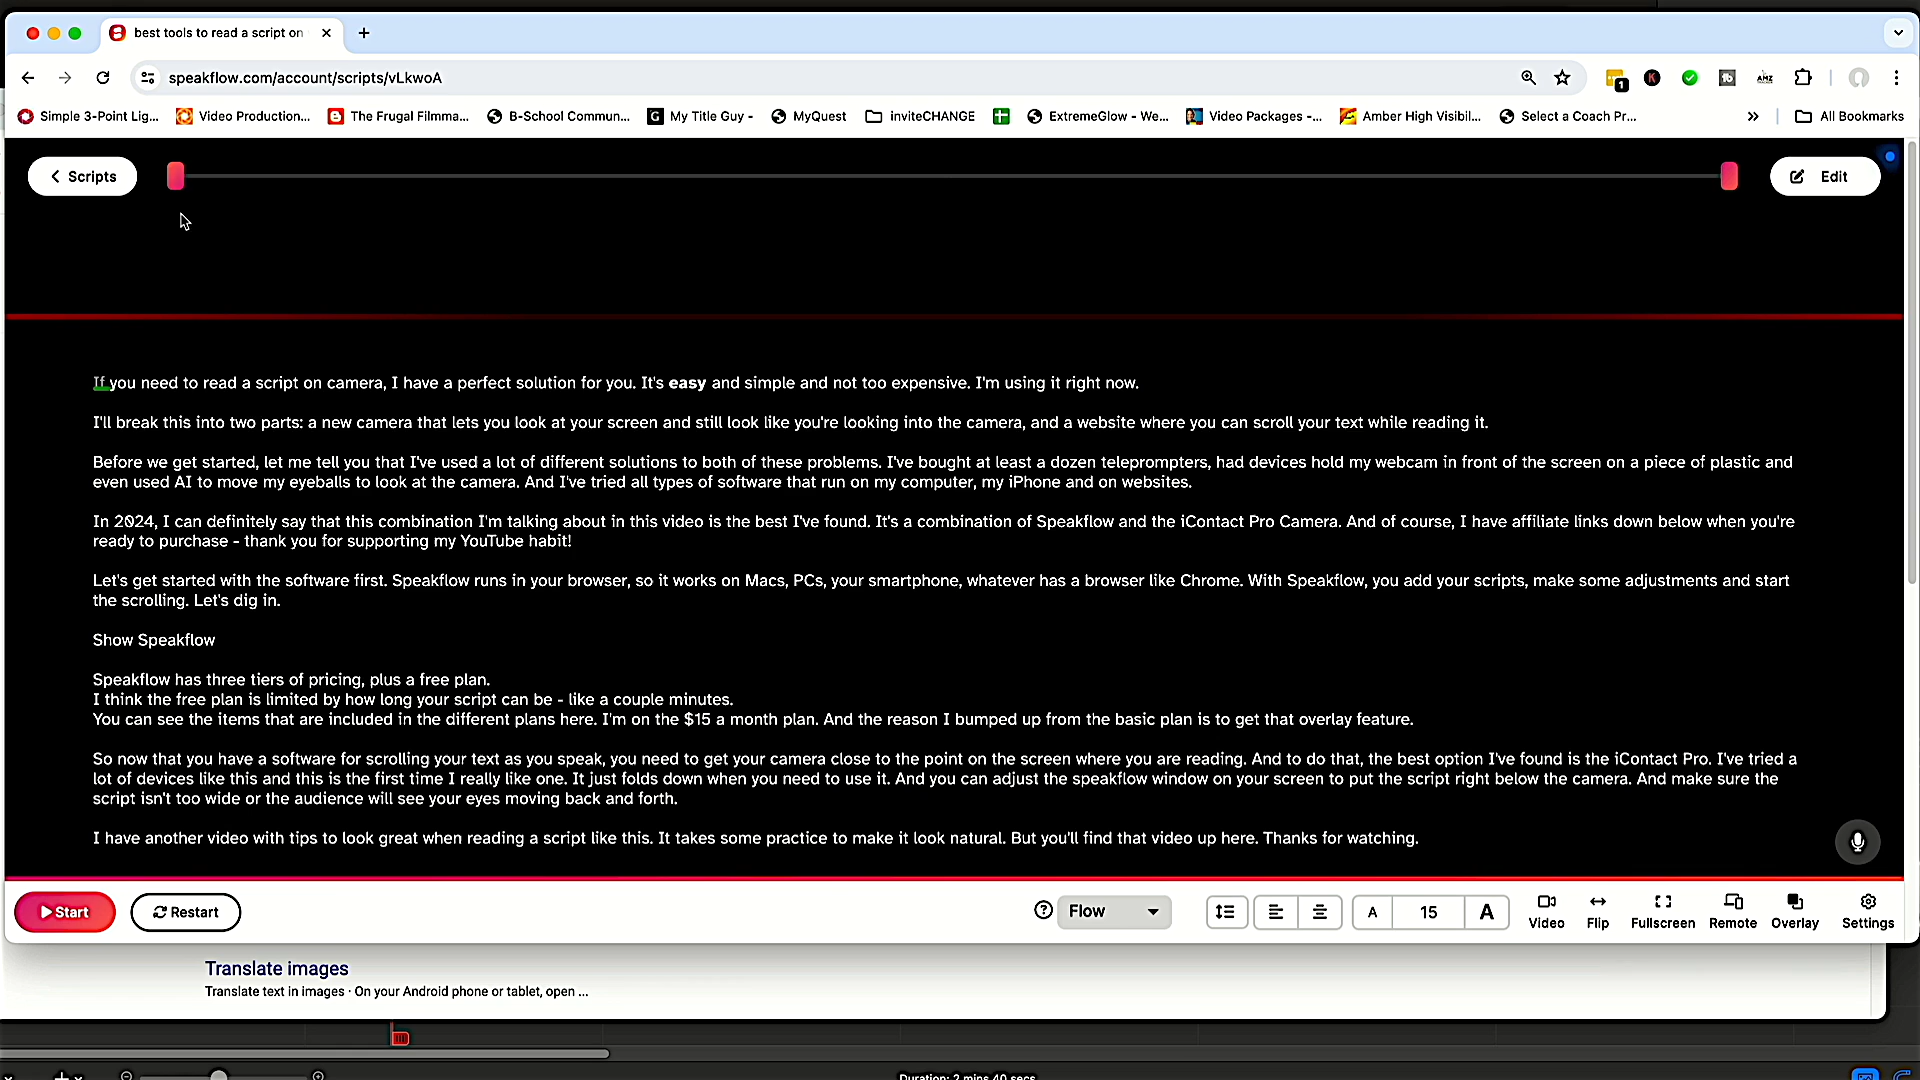 best tools to read a script on
speakflow.com/account/scripts/vLkwoA
1
Simple 3-Point Lig...
Video Production...
The Frugal Filmma...
B-School Commun...
My Title Guy -
MyQuest
inviteCHANGE
ExtremeGlow - We...
Video Packages -...
Amber High Visibil...
Select a Coach Pr...
All Bookmarks
Scripts
Edit
If you need to read a script on camera, I have a perfect solution for you. It's easy and simple and not too expensive. I'm using it right now.
I'll break this into two parts: a new camera that lets you look at your screen and still look like you're looking into the camera, and a website where you can scroll your text while reading it.
Before we get started, let me tell you that I've used a lot of different solutions to both of these problems. I've bought at least a dozen teleprompters, had devices hold my webcam in front of the screen on a piece of plastic and
even used AI to move my eyeballs to look at the camera. And I've tried all types of software that run on my computer, my iPhone and on websites.
In 2024, I can definitely say that this combination I'm talking about in this video is the best I've found. It's a combination of Speakflow and the iContact Pro Camera. And of course, I have affiliate links down below when you're
ready to purchase - thank you for supporting my YouTube habit!
Let's get started with the software first. Speakflow runs in your browser, so it works on Macs, PCs, your smartphone, whatever has a browser like Chrome. With Speakflow, you add your scripts, make some adjustments and start
the scrolling. Let's dig in.
Show Speakflow
Speakflow has three tiers of pricing, plus a free plan.
I think the free plan is limited by how long your script can be - like a couple minutes.
You can see the items that are included in the different plans here. I'm on the $15 a month plan. And the reason I bumped up from the basic plan is to get that overlay feature.
So now that you have a software for scrolling your text as you speak, you need to get your camera close to the point on the screen where you are reading. And to do that, the best option I've found is the iContact Pro. I've tried a
lot of devices like this and this is the first time I really like one. It just folds down when you need to use it. And you can adjust the speakflow window on your screen to put the script right below the camera. And make sure the
script isn't too wide or the audience will see your eyes moving back and forth.
I have another video with tips to look great when reading a script like this. It takes some practice to make it look natural. But you'll find that video up here. Thanks for watching.
Start
Restart
Flow
A
15
A
Video
Flip
Fullscreen
Remote
Overlay
Settings
Translate images
Translate text in images · On your Android phone or tablet, open ...
Duration: 2 mins 40 secs